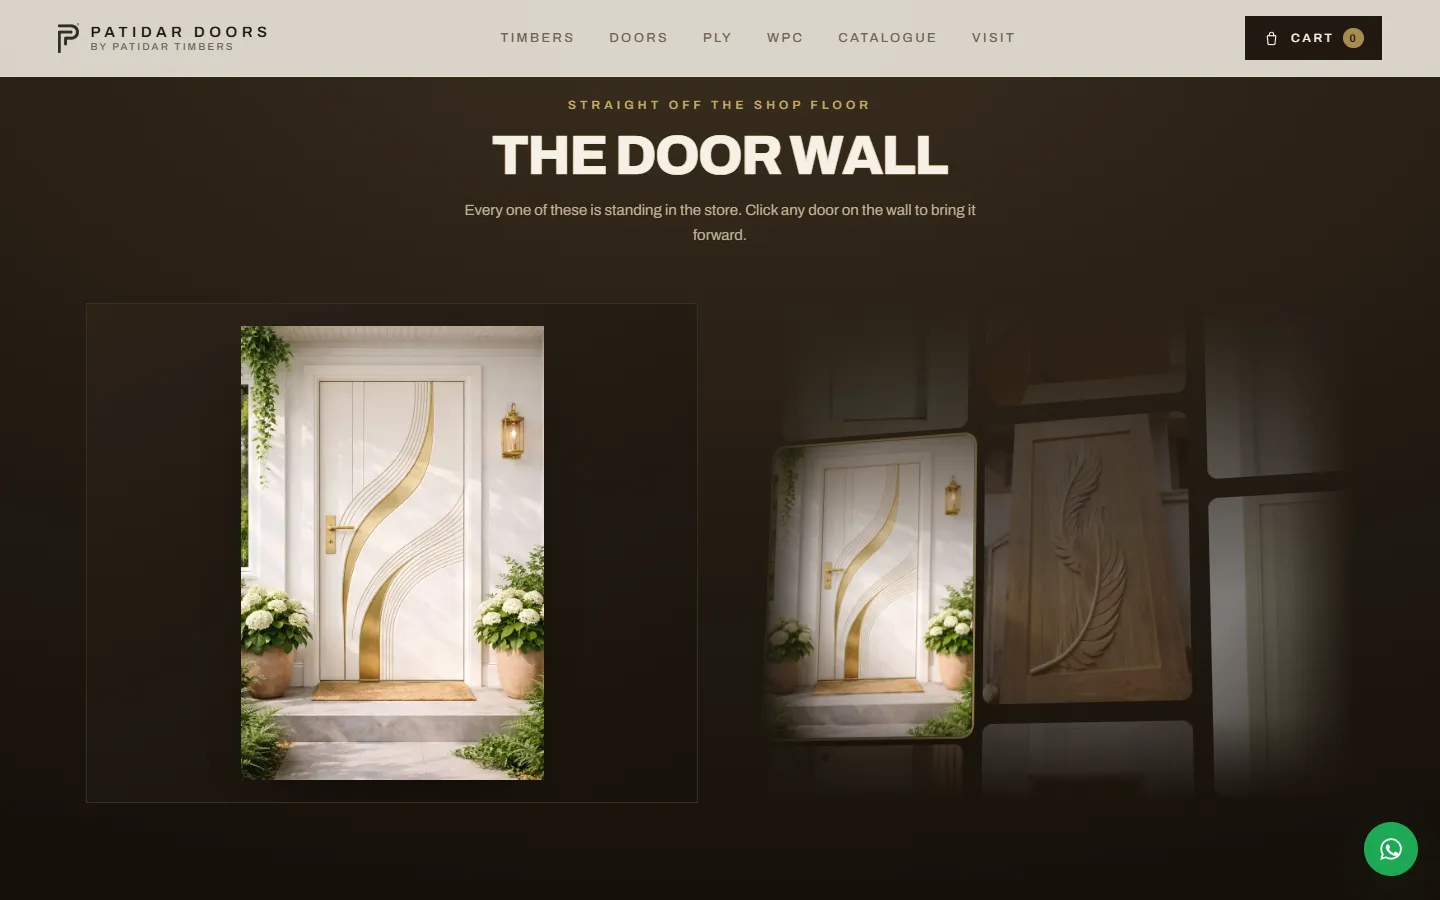 PATIDAR DOORS
BY PATIDAR TIMBERS
TIMBERS DOORS PLY WPC CATALOGUE VISIT
CART 0
STRAIGHT OFF THE SHOP FLOOR
THE DOOR WALL
Every one of these is standing in the store. Click any door on the wall to bring it
forward.